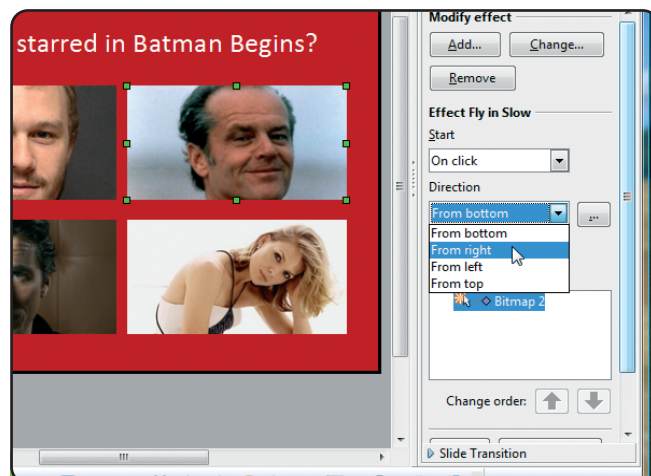 starred in Batman Begins?
Modify effect
Add...
Change...
Remove
Effect Fly in Slow
Start
On click
Direction
From bottom
...
From bottom
From right
From left
From top
Bitmap 2
Change order:
Slide Transition